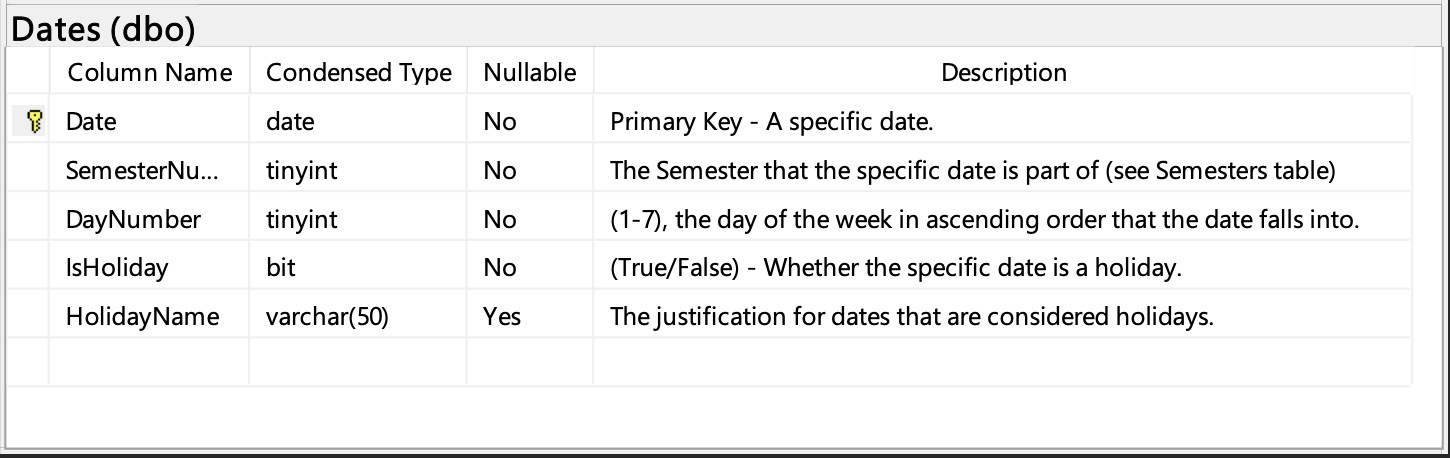 Dates (dbo)
Column Name Condensed Type Nullable Description
Date date No Primary Key - A specific date.
SemesterNu... tinyint No The Semester that the specific date is part of (see Semesters table)
DayNumber tinyint No (1-7), the day of the week in ascending order that the date falls into.
IsHoliday bit No (True/False) - Whether the specific date is a holiday.
HolidayName varchar(50) Yes The justification for dates that are considered holidays.